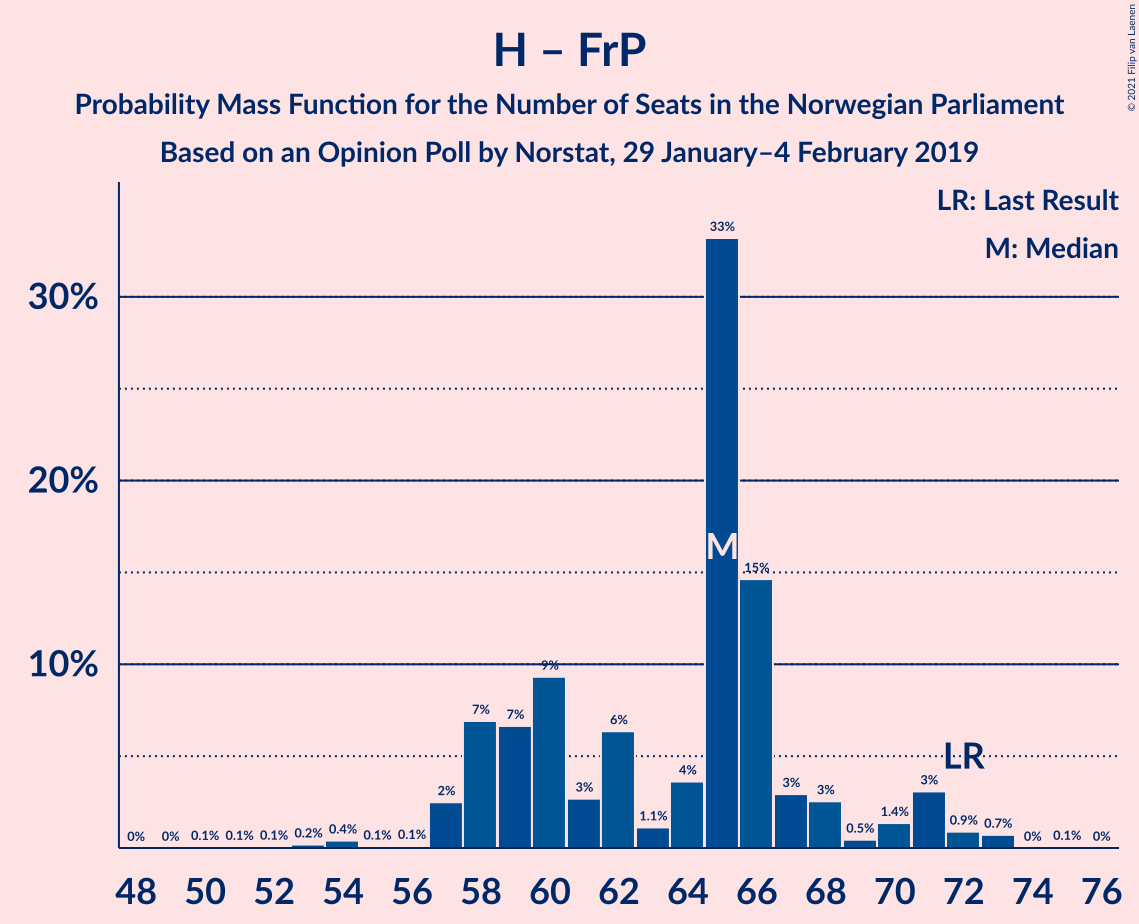 H – FrP
Probability Mass Function for the Number of Seats in the Norwegian Parliament
Based on an Opinion Poll by Norstat, 29 January–4 February 2019
© 2021 Filip van Laenen
LR: Last Result
M: Median
30%
20%
10%
0% 0% 0.1% 0.1% 0.1% 0.2% 0.4% 0.1% 0.1% 2% 7% 7% 9% 3% 6% 1.1% 4% 33% 15% 3% 3% 0.5% 1.4% 3% 0.9% 0.7% 0% 0.1% 0%
M
LR
48 50 52 54 56 58 60 62 64 66 68 70 72 74 76